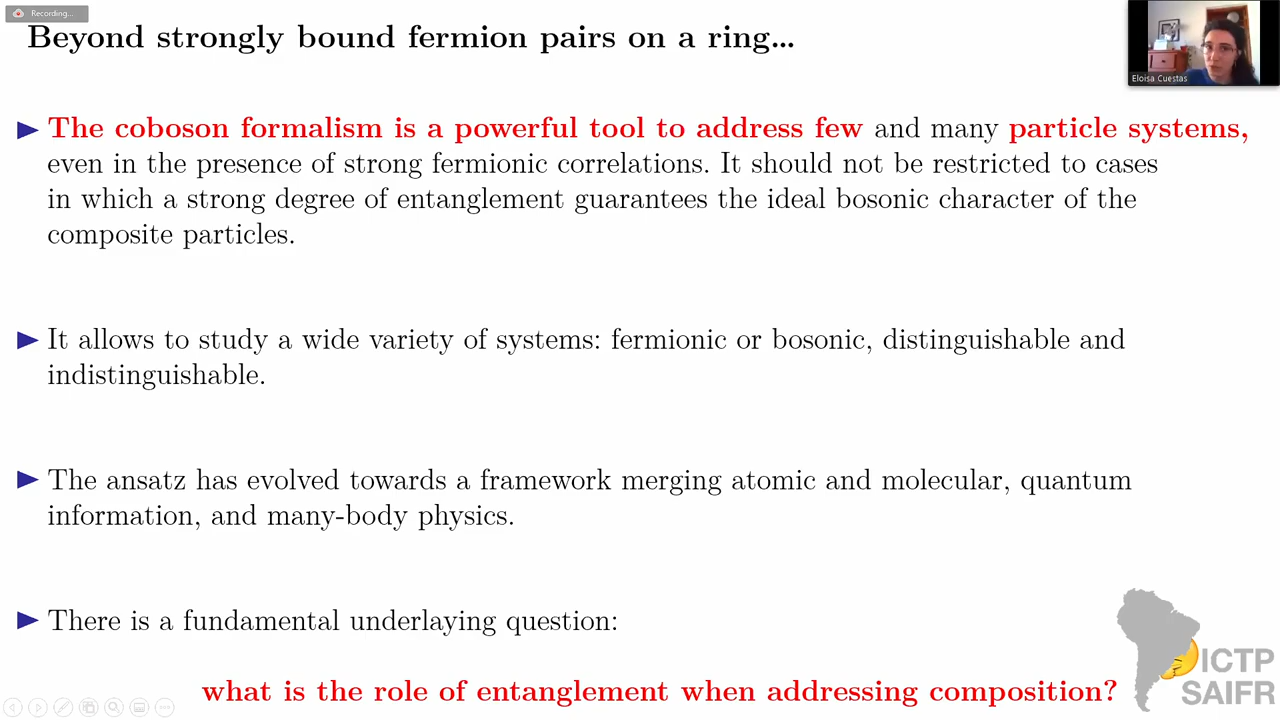 Recording...
Beyond strongly bound fermion pairs on a ring...
Eloisa Cuestas
The coboson formalism is a powerful tool to address few and many particle systems,
even in the presence of strong fermionic correlations. It should not be restricted to cases
in which a strong degree of entanglement guarantees the ideal bosonic character of the
composite particles.
It allows to study a wide variety of systems: fermionic or bosonic, distinguishable and
indistinguishable.
The ansatz has evolved towards a framework merging atomic and molecular, quantum
information, and many-body physics.
There is a fundamental underlaying question:
what is the role of entanglement when addressing composition?
ICTP
SAIFR